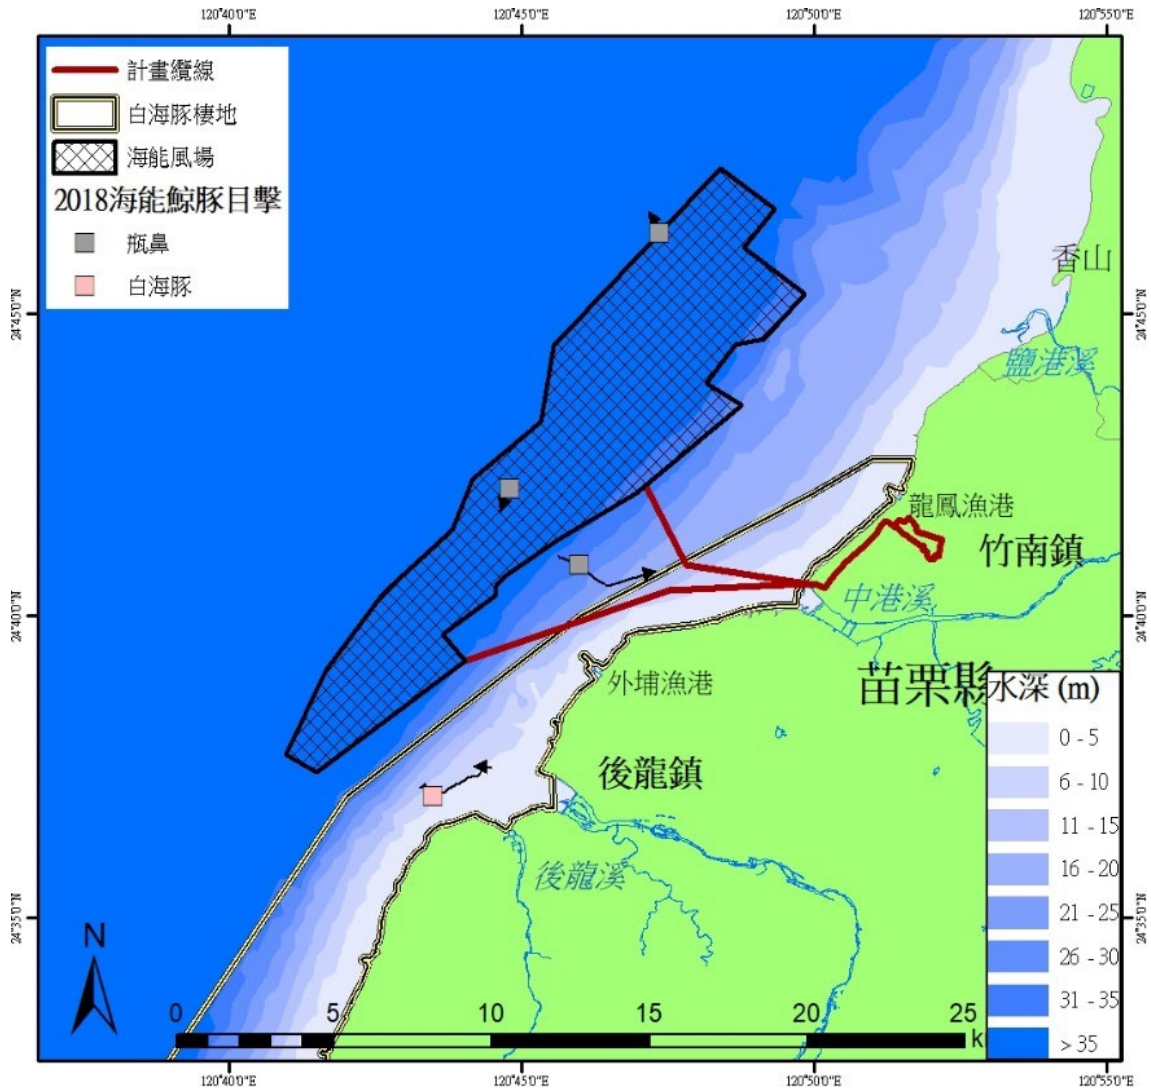 120°40'0"E
120°45'0"E
120°50'0"E
120°55'0"E
計畫纜線
白海豚棲地
海能風場
2018海能鯨豚目擊
瓶鼻
白海豚
24°45'0"N
24°45'0"N
香山
鹽港溪
龍鳳漁港
竹南鎮
中港溪
24°40'0"N
24°40'0"N
苗栗縣
外埔漁港
後龍鎮
後龍溪
水深 (m)
0 - 5
6 - 10
11 - 15
16 - 20
21 - 25
26 - 30
31 - 35
> 35
24°35'0"N
24°35'0"N
N
0 5 10 15 20 25
k
120°40'0"E
120°45'0"E
120°50'0"E
120°55'0"E